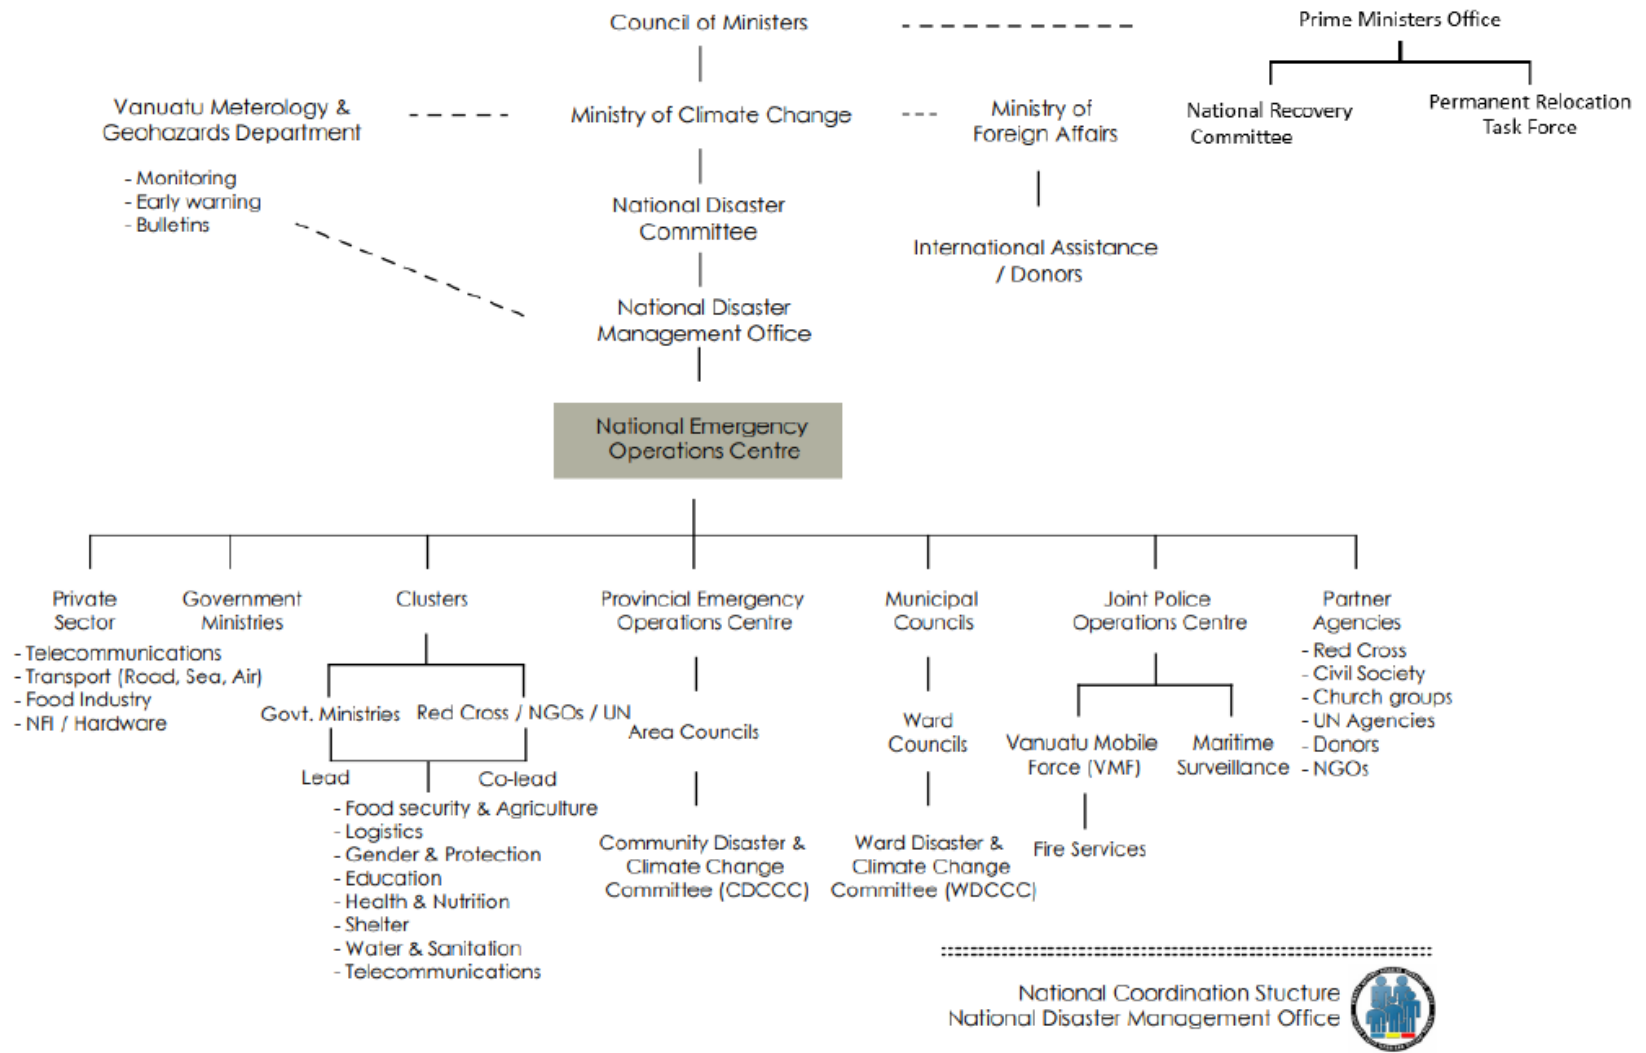 Council of Ministers
Prime Ministers Office
National Recovery
Committee
Permanent Relocation
Task Force
Vanuatu Meterology &
Geohazards Department
- Monitoring
- Early warning
- Bulletins
Ministry of Climate Change
Ministry of
Foreign Affairs
International Assistance
/ Donors
National Disaster
Committee
National Disaster
Management Office
National Emergency
Operations Centre
Private
Sector
- Telecommunications
- Transport (Road, Sea, Air)
- Food Industry
- NFI / Hardware
Government
Ministries
Clusters
Govt. Ministries
Red Cross / NGOs / UN
Lead
Co-lead
- Food security & Agriculture
- Logistics
- Gender & Protection
- Education
- Health & Nutrition
- Shelter
- Water & Sanitation
- Telecommunications
Provincial Emergency
Operations Centre
Area Councils
Community Disaster &
Climate Change
Committee (CDCCC)
Municipal
Councils
Ward
Councils
Ward Disaster &
Climate Change
Committee (WDCCC)
Joint Police
Operations Centre
Vanuatu Mobile
Force (VMF)
Maritime
Surveillance
Fire Services
Partner
Agencies
- Red Cross
- Civil Society
- Church groups
- UN Agencies
- Donors
- NGOs
National Coordination Stucture
National Disaster Management Office